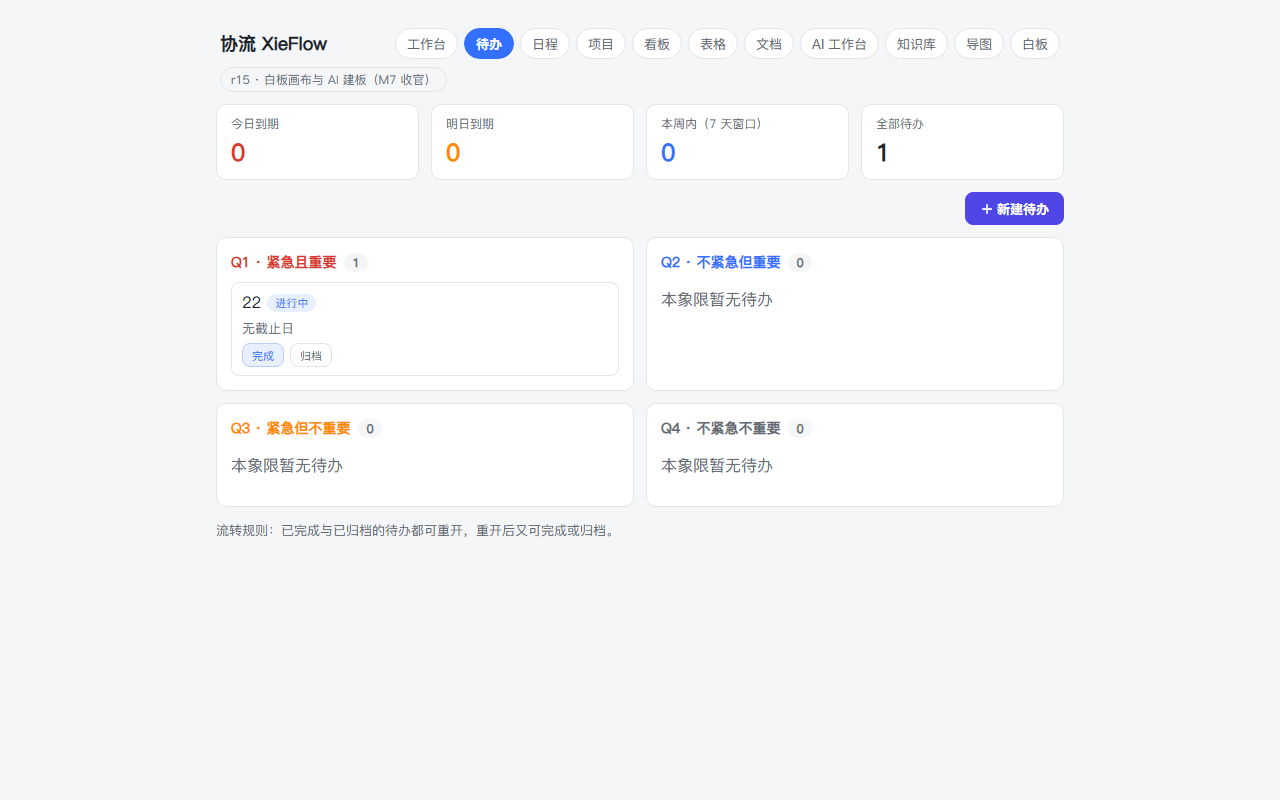 协流 XieFlow
工作台 待办 日程 项目 看板 表格 文档 AI 工作台 知识库 导图 白板
r15 · 白板画布与 AI 建板（M7 收官）
今日到期
0
明日到期
0
本周内（7 天窗口）
0
全部待办
1
＋ 新建待办
Q1 · 紧急且重要 1
22 进行中
无截止日
完成 归档
Q2 · 不紧急但重要 0
本象限暂无待办
Q3 · 紧急但不重要 0
本象限暂无待办
Q4 · 不紧急不重要 0
本象限暂无待办
流转规则：已完成与已归档的待办都可重开，重开后又可完成或归档。